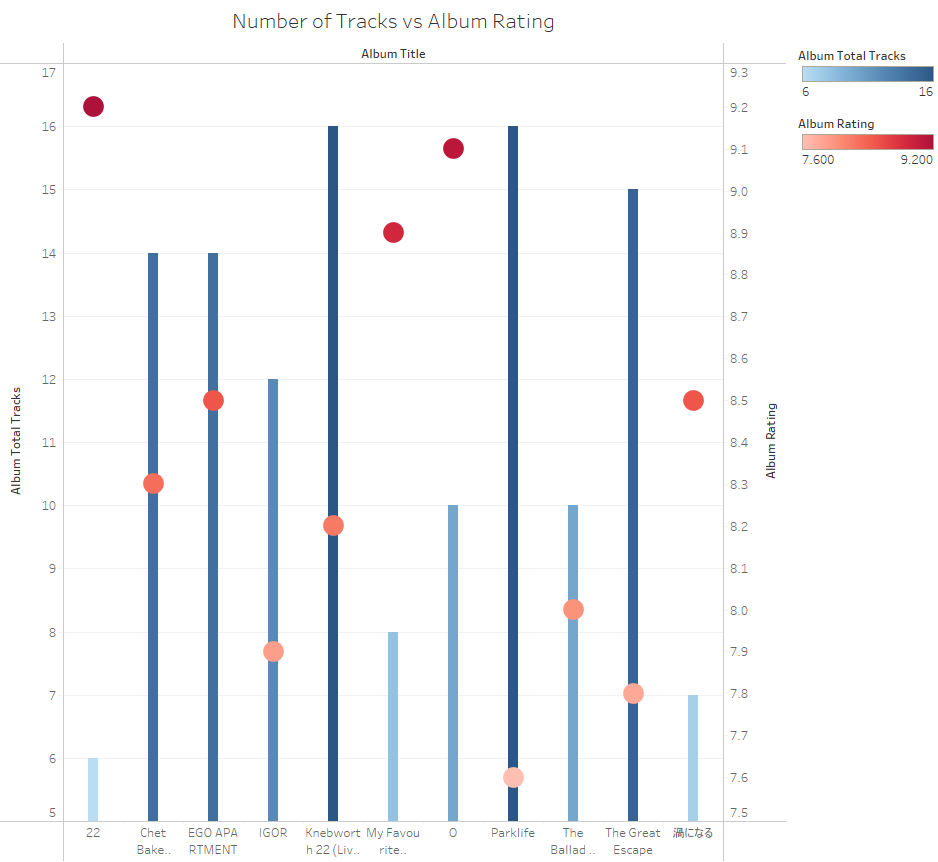 Number of Tracks vs Album Rating
Album Title
Album Total Tracks
17
16
15
14
13
12
11
10
9
8
7
6
5
9.3
9.2
9.1
9.0
8.9
8.8
8.7
8.6
8.5
8.4
8.3
8.2
8.1
8.0
7.9
7.8
7.7
7.6
7.5
Album Rating
22
Chet
Bake..
EGO APA
RTMENT
IGOR
Knebwort
h 22 (Liv..
My Favou
rite..
O
Parklife
The
Ballad ..
The Great
Escape
渦になる
Album Total Tracks
6 16
Album Rating
7.600 9.200